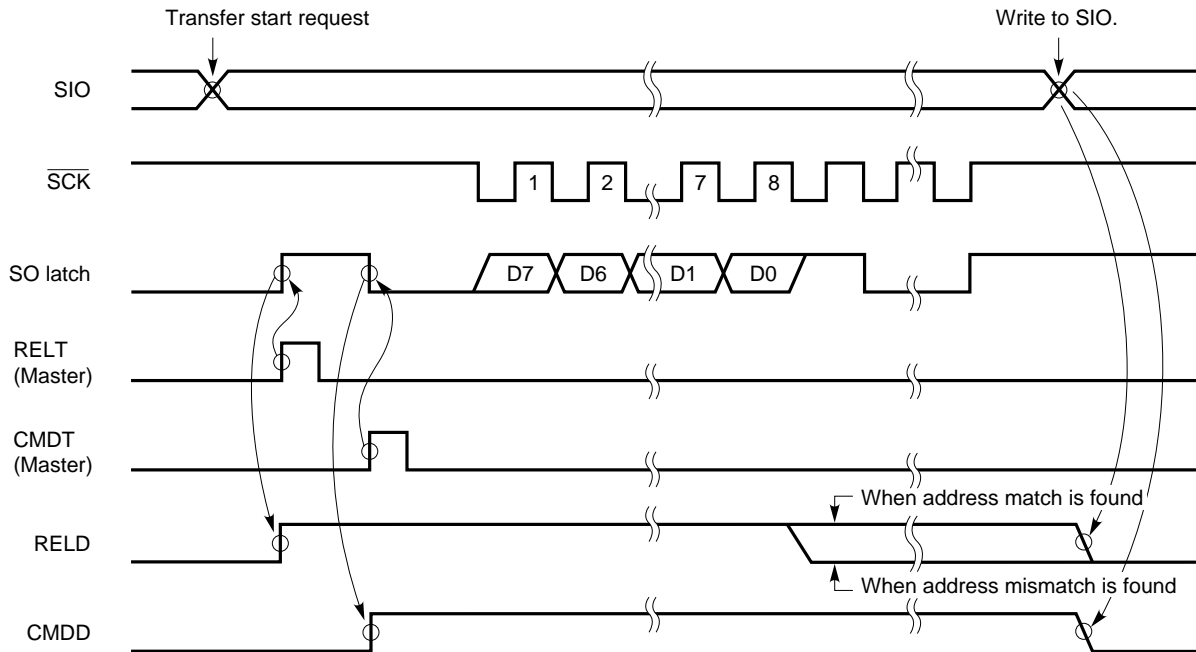 Transfer start request
Write to SIO.
SIO
SCK
1 2 7 8
SO latch
D7 D6 D1 D0
RELT
(Master)
CMDT
(Master)
When address match is found
RELD
When address mismatch is found
CMDD